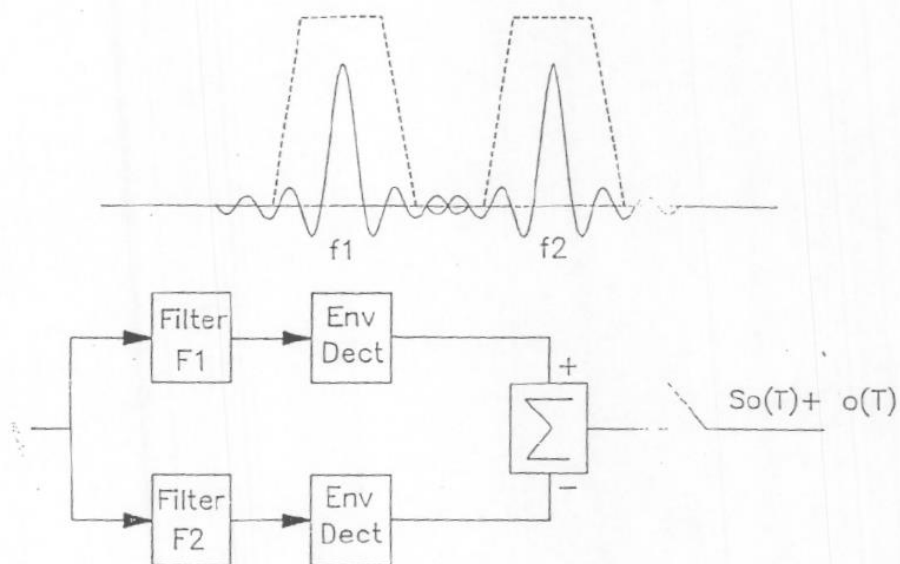 f1
f2
Filter
F1
Env
Dect
+
Σ
So(T)+ o(T)
Filter
F2
Env
Dect
−